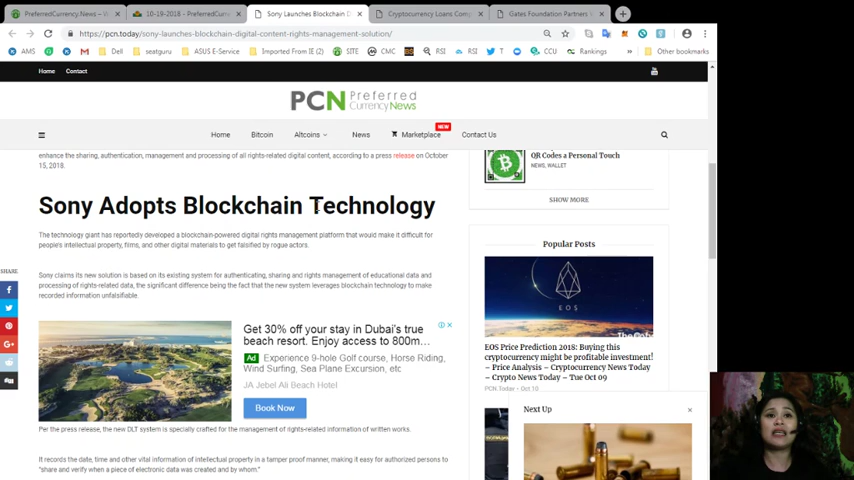 PreferredCurrency.News – V
10-19-2018 - PreferredCurre
Sony Launches Blockchain D
Cryptocurrency Loans Comp
Gates Foundation Partners
https://pcn.today/sony-launches-blockchain-digital-content-rights-management-solution/
AMS
Dell
seatguru
ASUS E-Service
Imported From IE (2)
SITE
CMC
RSI
RSI
CCU
Rankings
Other bookmarks
Home Contact
PCN Preferred Currency News
Home Bitcoin Altcoins News Marketplace NEW Contact Us
enhance the sharing, authentication, management and processing of all rights-related digital content, according to a press release on October
15, 2018.
Sony Adopts Blockchain Technology
The technology giant has reportedly developed a blockchain-powered digital rights management platform that would make it difficult for
people's intellectual property, films, and other digital materials to get falsified by rogue actors.
Sony claims its new solution is based on its existing system for authenticating, sharing and rights management of educational data and
processing of rights-related data, the significant difference being the fact that the new system leverages blockchain technology to make
recorded information unfalsifiable.
SHARE
Get 30% off your stay in Dubai's true
beach resort. Enjoy access to 800m...
Ad Experience 9-hole Golf course, Horse Riding,
Wind Surfing, Sea Plane Excursion, etc
JA Jebel Ali Beach Hotel
Book Now
Per the press release, the new DLT system is specially crafted for the management of rights-related information of written works.
It records the date, time and other vital information of intellectual property in a tamper proof manner, making it easy for authorized persons to
"share and verify when a piece of electronic data was created and by whom."
QR Codes a Personal Touch
NEWS, WALLET
SHOW MORE
Popular Posts
EOS
EOS Price Prediction 2018: Buying this
cryptocurrency might be profitable investment!
– Price Analysis – Cryptocurrency News Today
– Crypto News Today – Tue Oct 09
PCN.Today - Oct 10
Next Up